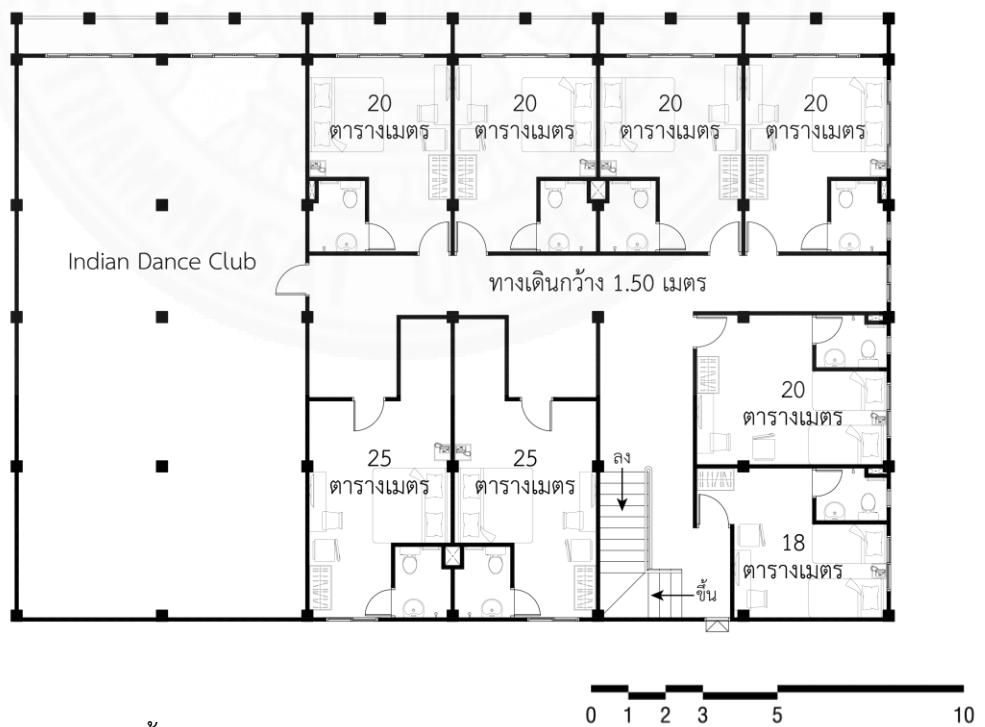 20
ตารางเมตร
20
ตารางเมตร
20
ตารางเมตร
20
ตารางเมตร
Indian Dance Club
ทางเดินกว้าง 1.50 เมตร
20
ตารางเมตร
25
ตารางเมตร
25
ตารางเมตร
ลง
18
ตารางเมตร
ขึ้น
0 1 2 3 5 10